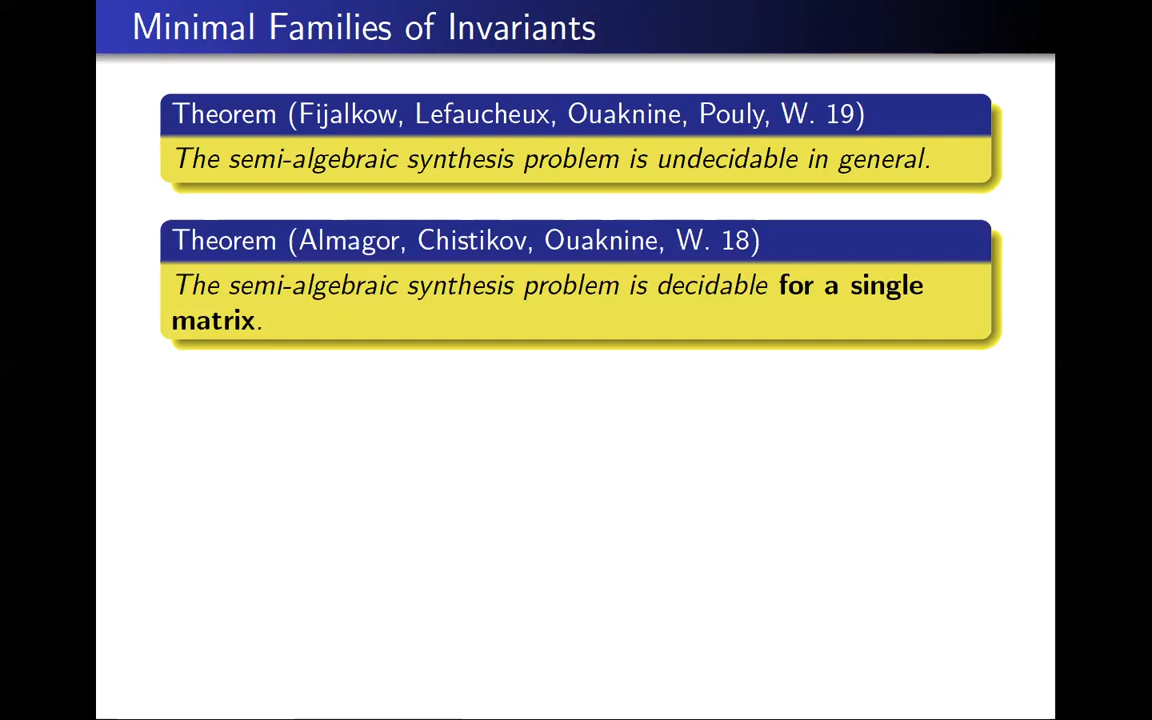 Minimal Families of Invariants
Theorem (Fijalkow, Lefaucheux, Ouaknine, Pouly, W. 19)
The semi-algebraic synthesis problem is undecidable in general.
Theorem (Almagor, Chistikov, Ouaknine, W. 18)
The semi-algebraic synthesis problem is decidable for a single
matrix.